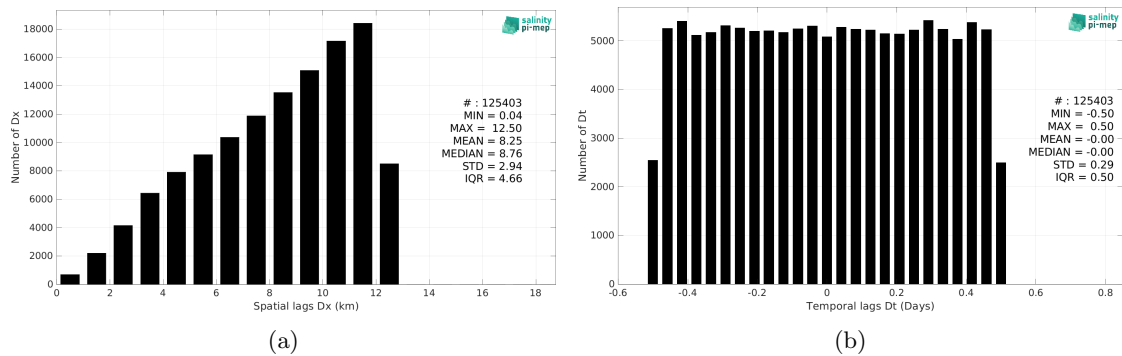 18000
16000
14000
12000
10000
8000
6000
4000
2000
0
Number of Dx
0 2 4 6 8 10 12 14 16 18
Spatial lags Dx (km)
salinity
pi-mep
# : 125403
MIN = 0.04
MAX = 12.50
MEAN = 8.25
MEDIAN = 8.76
STD = 2.94
IQR = 4.66
(a)
5000
4000
3000
2000
1000
0
Number of Dt
-0.6 -0.4 -0.2 0 0.2 0.4 0.6 0.8
Temporal lags Dt (Days)
salinity
pi-mep
# : 125403
MIN = -0.50
MAX = 0.50
MEAN = -0.00
MEDIAN = -0.00
STD = 0.29
IQR = 0.50
(b)